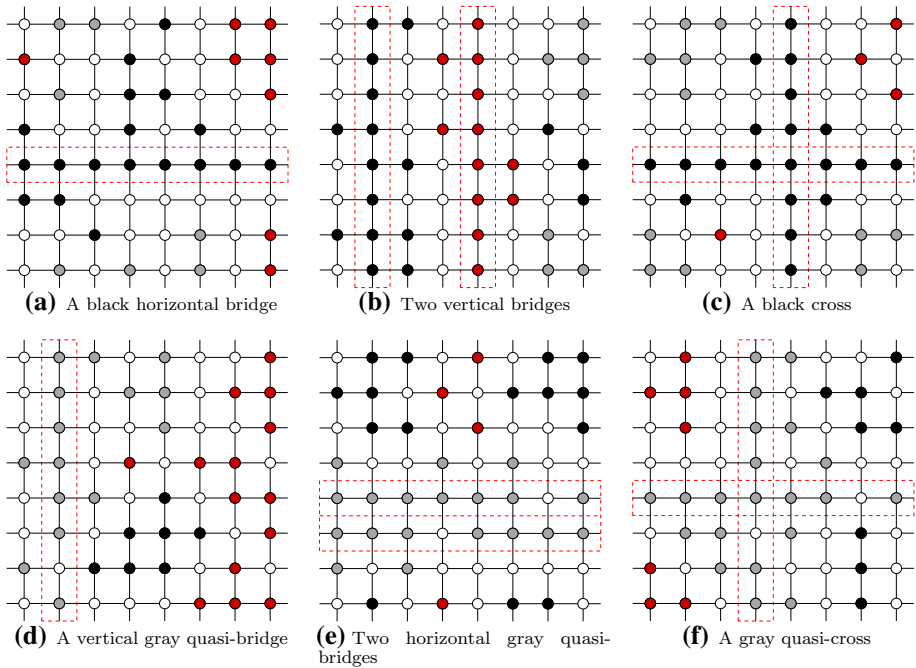 (a) A black horizontal bridge
(b) Two vertical bridges
(c) A black cross
(d) A vertical gray quasi-bridge
(e) Two horizontal gray quasi-
bridges
(f) A gray quasi-cross